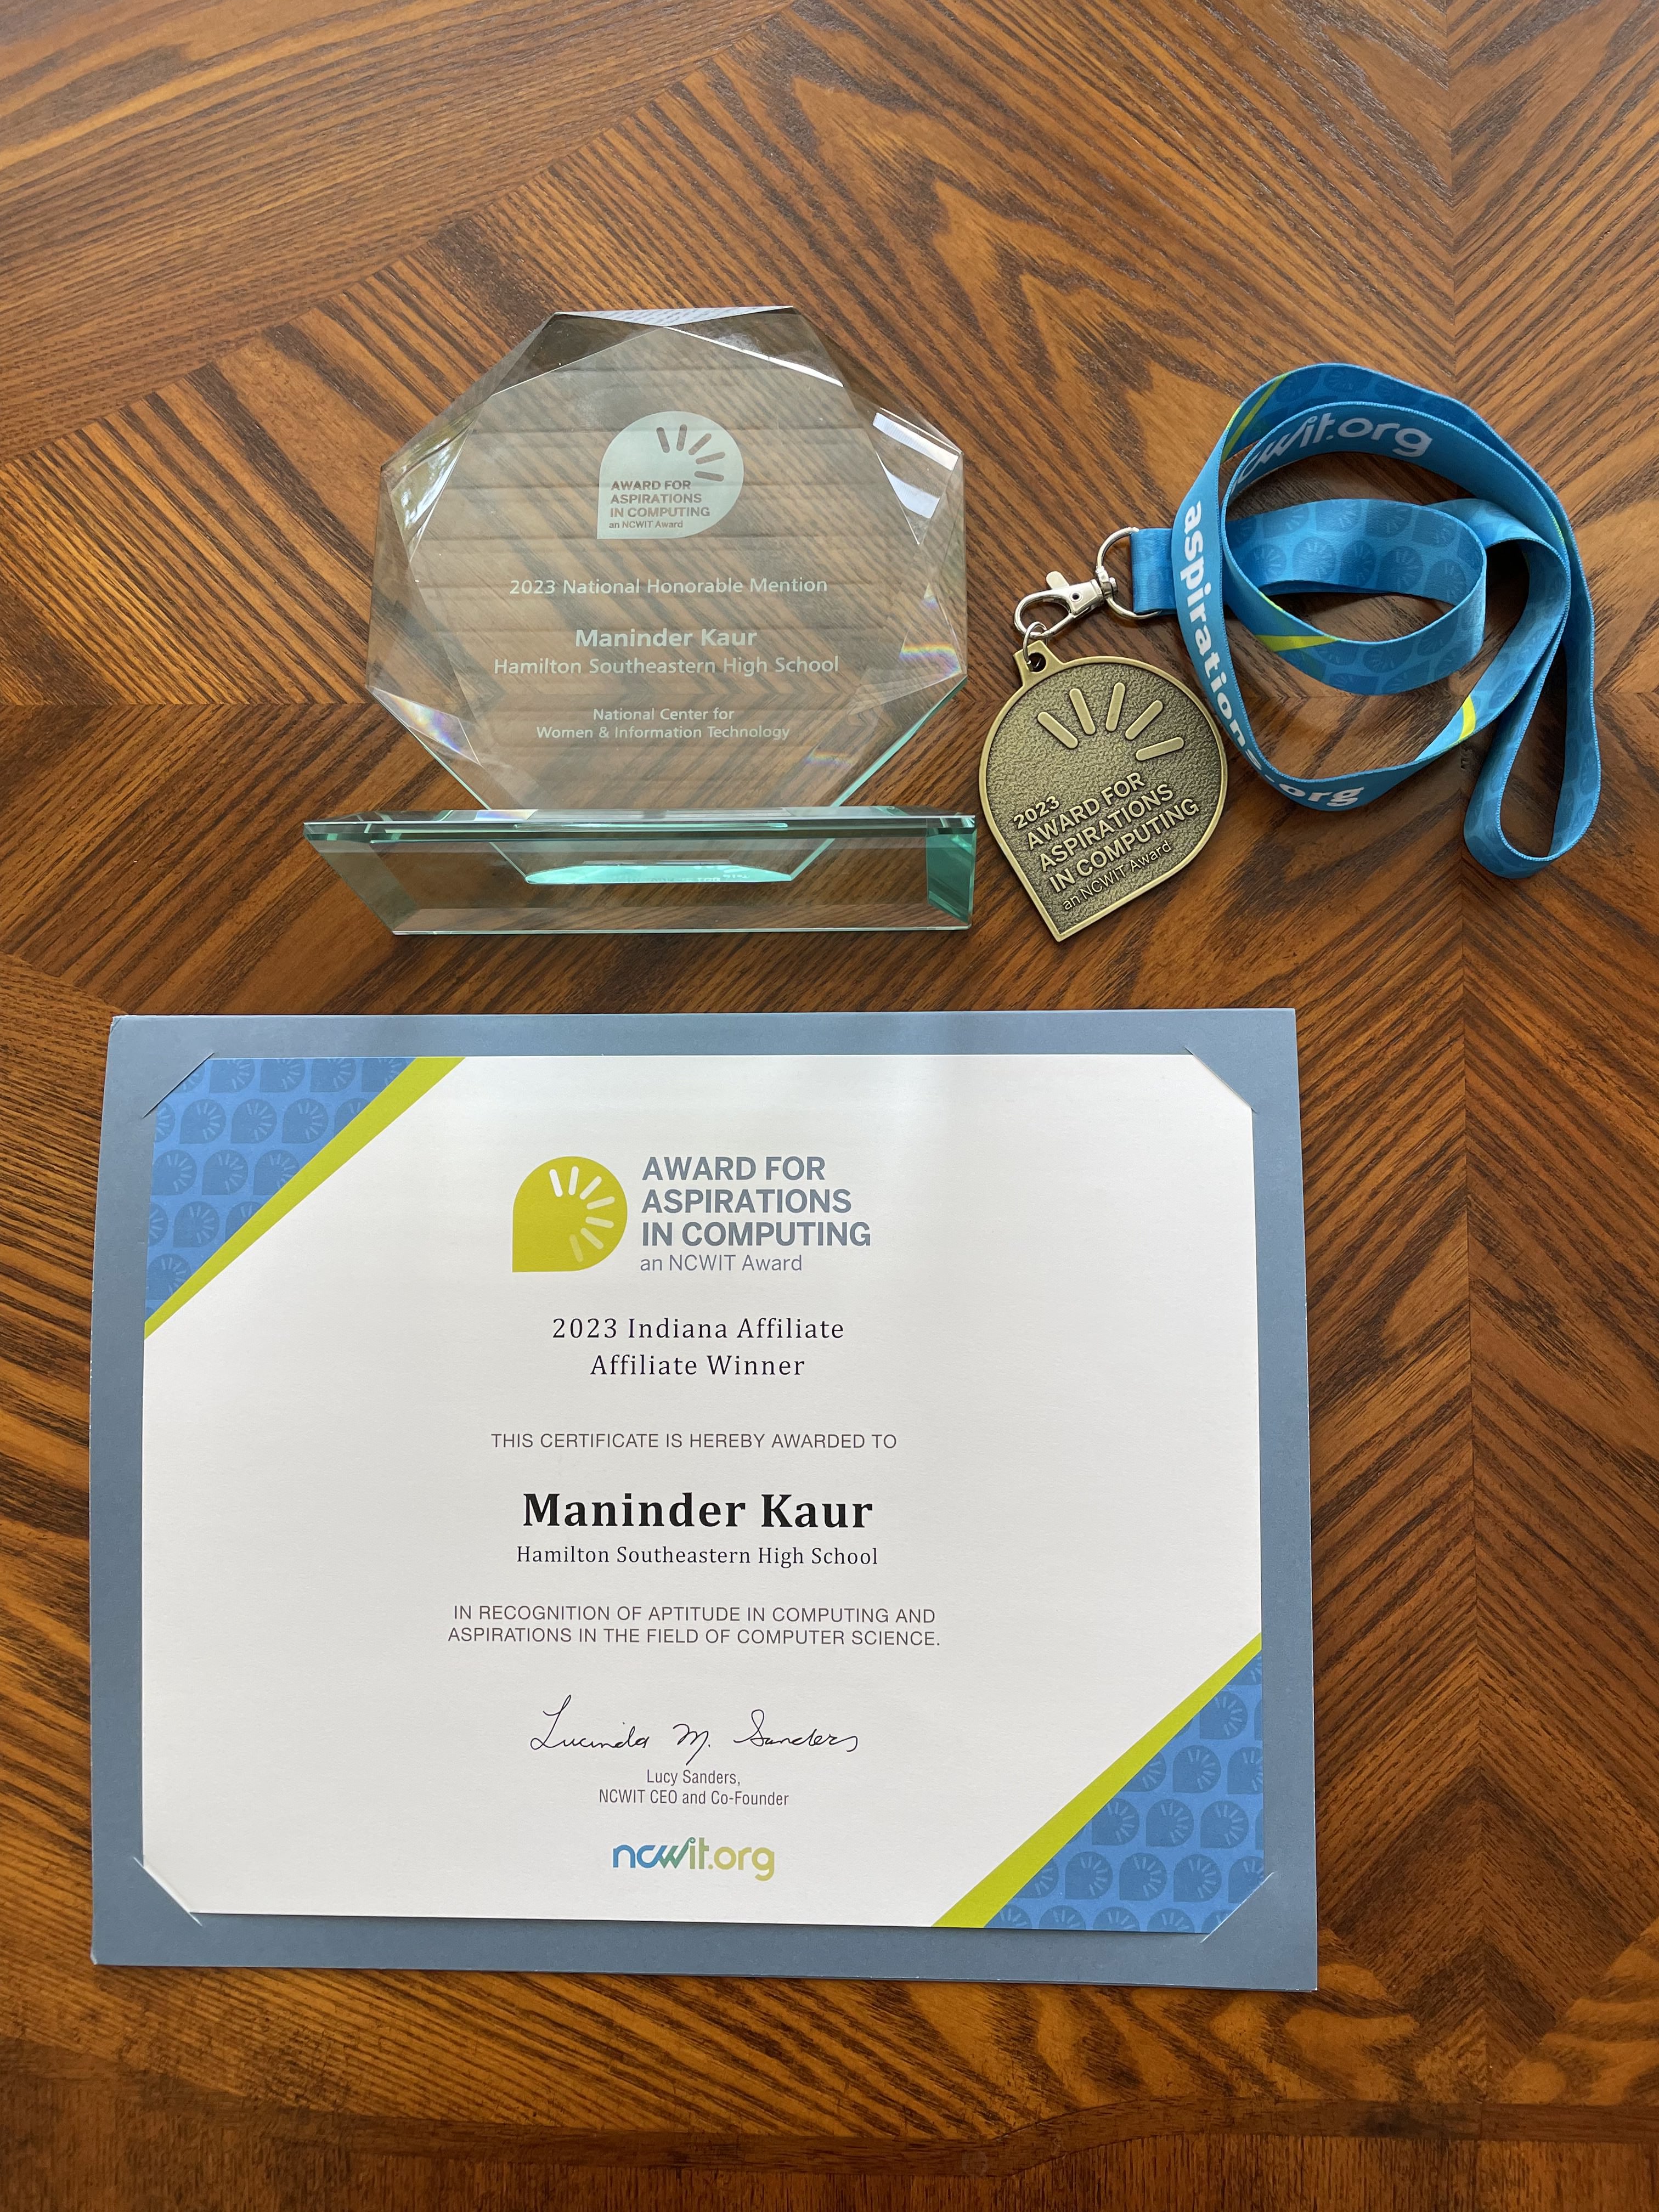 AWARD FOR
ASPIRATIONS
IN COMPUTING
an NCWIT Award
2023 National Honorable Mention
Maninder Kaur
Hamilton Southeastern High School
National Center for
Women & Information Technology
ncwit.org
aspirations.org
2023
AWARD FOR
ASPIRATIONS
IN COMPUTING
an NCWIT Award
AWARD FOR
ASPIRATIONS
IN COMPUTING
an NCWIT Award
2023 Indiana Affiliate
Affiliate Winner
THIS CERTIFICATE IS HEREBY AWARDED TO
Maninder Kaur
Hamilton Southeastern High School
IN RECOGNITION OF APTITUDE IN COMPUTING AND
ASPIRATIONS IN THE FIELD OF COMPUTER SCIENCE.
Lucinda M. Sanders
Lucy Sanders,
NCWIT CEO and Co-Founder
ncwit.org